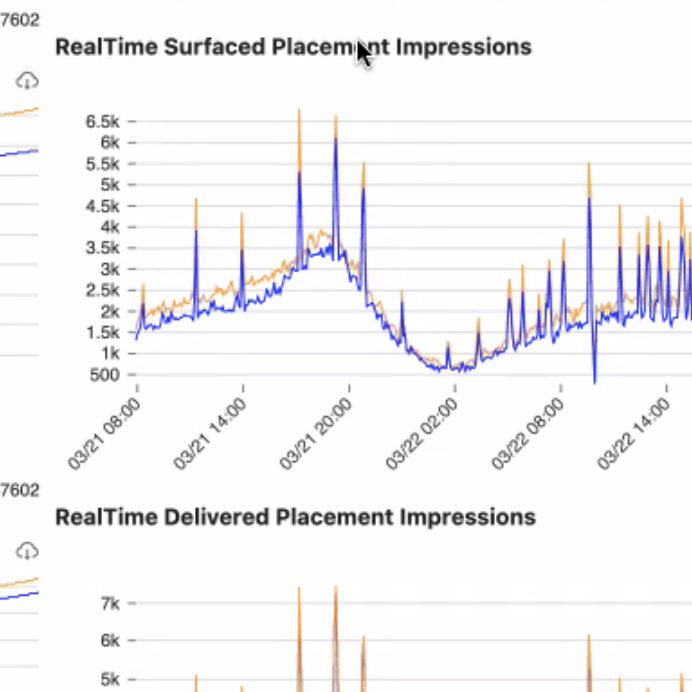 7602
RealTime Surfaced Placement Impressions
6.5k
6k
5.5k
5k
4.5k
4k
3.5k
3k
2.5k
2k
1.5k
1k
500
03/21 08:00
03/21 14:00
03/21 20:00
03/22 02:00
03/22 08:00
03/22 14:00
7602
RealTime Delivered Placement Impressions
7k
6k
5k